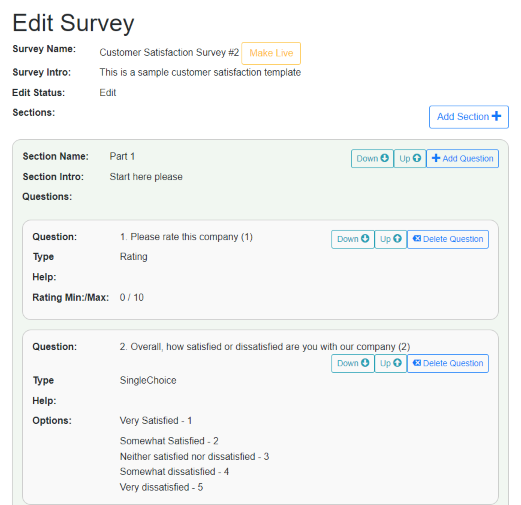 Edit Survey
Survey Name: Customer Satisfaction Survey #2 Make Live
Survey Intro: This is a sample customer satisfaction template
Edit Status: Edit
Sections:
Add Section
Section Name: Part 1 Down Up Add Question
Section Intro: Start here please
Questions:
Question: 1. Please rate this company (1) Down Up Delete Question
Type Rating
Help:
Rating Min:/Max: 0 / 10
Question: 2. Overall, how satisfied or dissatisfied are you with our company (2)
Down Up Delete Question
Type SingleChoice
Help:
Options: Very Satisfied - 1
Somewhat Satisfied - 2
Neither satisfied nor dissatisfied - 3
Somewhat dissatisfied - 4
Very dissatisfied - 5